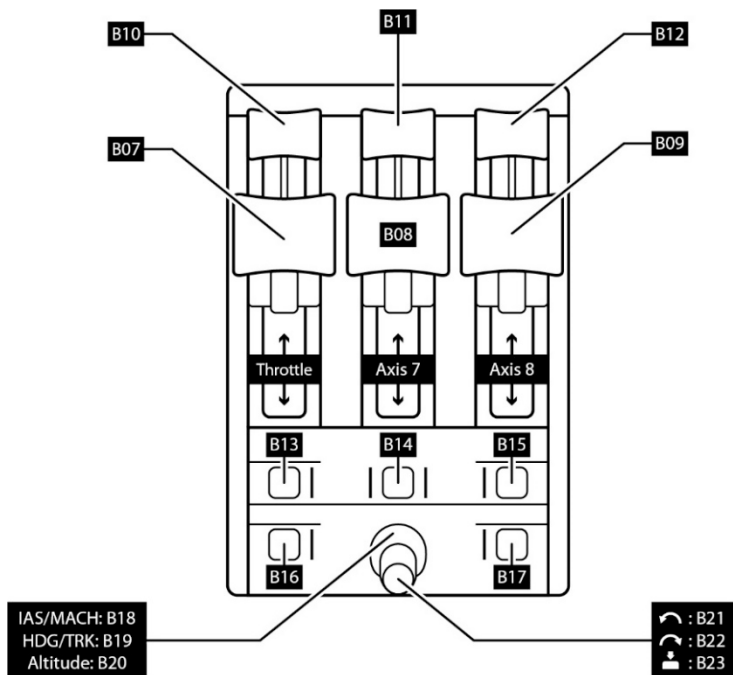 B11
B10
B12
B07
B09
B08
Throttle
Axis 7
Axis 8
B13
B14
B15
B16
B17
IAS/MACH: B18
HDG/TRK: B19
Altitude: B20
: B21
: B22
: B23